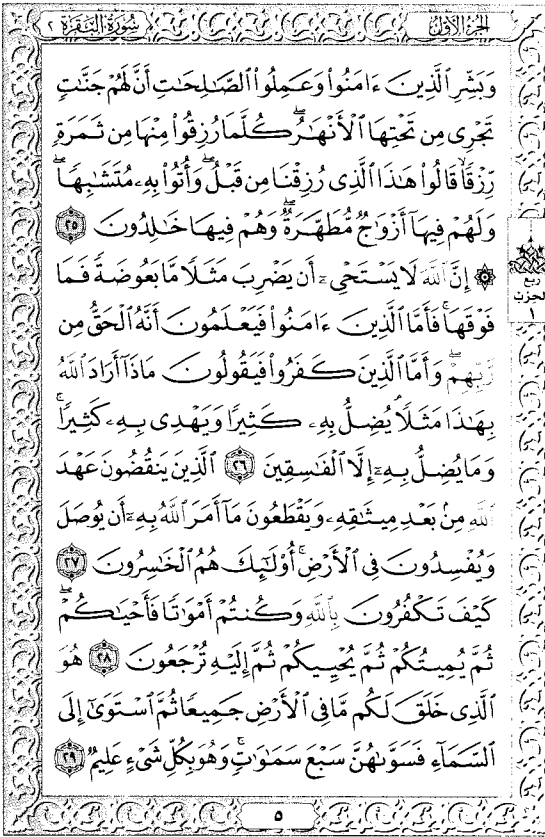 الجزء الأول
سورة البقرة ٢
وَبَشِّرِ ٱلَّذِينَ ءَامَنُوا۟ وَعَمِلُوا۟ ٱلصَّٰلِحَٰتِ أَنَّ لَهُمْ جَنَّٰتٍ
تَجْرِى مِن تَحْتِهَا ٱلْأَنْهَٰرُ ۖ كُلَّمَا رُزِقُوا۟ مِنْهَا مِن ثَمَرَةٍ
رِّزْقًا ۙ قَالُوا۟ هَٰذَا ٱلَّذِى رُزِقْنَا مِن قَبْلُ ۖ وَأُتُوا۟ بِهِۦ مُتَشَٰبِهًا ۖ
وَلَهُمْ فِيهَآ أَزْوَٰجٌ مُّطَهَّرَةٌ ۖ وَهُمْ فِيهَا خَٰلِدُونَ ٢٥
۞ إِنَّ ٱللَّهَ لَا يَسْتَحْىِۦٓ أَن يَضْرِبَ مَثَلًا مَّا بَعُوضَةً فَمَا
فَوْقَهَا ۚ فَأَمَّا ٱلَّذِينَ ءَامَنُوا۟ فَيَعْلَمُونَ أَنَّهُ ٱلْحَقُّ مِن
رَّبِّهِمْ ۖ وَأَمَّا ٱلَّذِينَ كَفَرُوا۟ فَيَقُولُونَ مَاذَآ أَرَادَ ٱللَّهُ
بِهَٰذَا مَثَلًا ۘ يُضِلُّ بِهِۦ كَثِيرًا وَيَهْدِى بِهِۦ كَثِيرًا ۚ
وَمَا يُضِلُّ بِهِۦٓ إِلَّا ٱلْفَٰسِقِينَ ٢٦ ٱلَّذِينَ يَنقُضُونَ عَهْدَ
ٱللَّهِ مِنۢ بَعْدِ مِيثَٰقِهِۦ وَيَقْطَعُونَ مَآ أَمَرَ ٱللَّهُ بِهِۦٓ أَن يُوصَلَ
وَيُفْسِدُونَ فِى ٱلْأَرْضِ ۚ أُو۟لَٰٓئِكَ هُمُ ٱلْخَٰسِرُونَ ٢٧
كَيْفَ تَكْفُرُونَ بِٱللَّهِ وَكُنتُمْ أَمْوَٰتًا فَأَحْيَٰكُمْ ۖ
ثُمَّ يُمِيتُكُمْ ثُمَّ يُحْيِيكُمْ ثُمَّ إِلَيْهِ تُرْجَعُونَ ٢٨ هُوَ
ٱلَّذِى خَلَقَ لَكُم مَّا فِى ٱلْأَرْضِ جَمِيعًا ثُمَّ ٱسْتَوَىٰٓ إِلَى
ٱلسَّمَآءِ فَسَوَّىٰهُنَّ سَبْعَ سَمَٰوَٰتٍ ۚ وَهُوَ بِكُلِّ شَىْءٍ عَلِيمٌ ٢٩
ربع
الحزب
١
٥